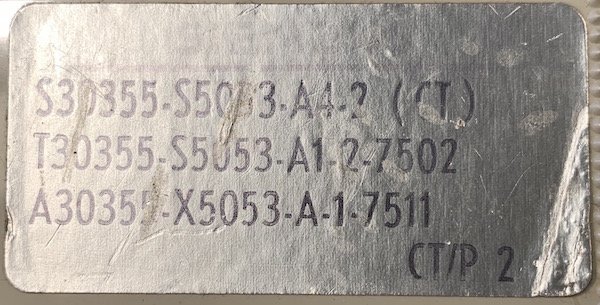 S30355-S5053-A4-2 (CT)
T30355-S5053-A1-2-7502
A30355-X5053-A-1-7511
CT/P 2